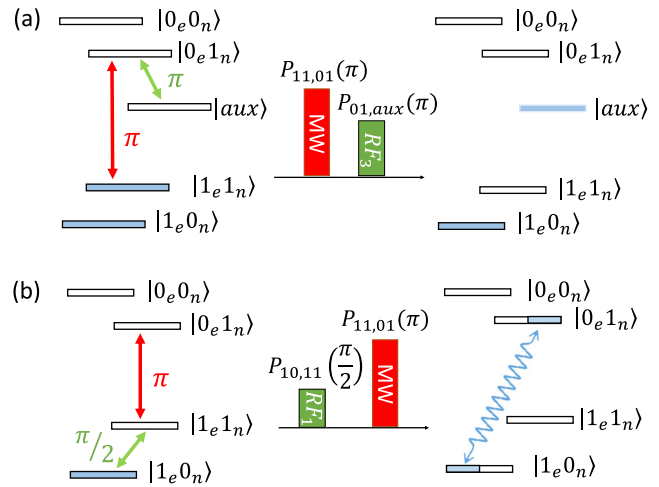 (a)
|0ₑ0ₙ⟩
|0ₑ1ₙ⟩
π
π
|aux⟩
|1ₑ1ₙ⟩
|1ₑ0ₙ⟩
P₁₁,₀₁(π)
P₀₁,ₐᵤₓ(π)
MW
RF₃
|0ₑ0ₙ⟩
|0ₑ1ₙ⟩
|aux⟩
|1ₑ1ₙ⟩
|1ₑ0ₙ⟩
(b)
|0ₑ0ₙ⟩
|0ₑ1ₙ⟩
π
|1ₑ1ₙ⟩
π/2
|1ₑ0ₙ⟩
P₁₁,₀₁(π)
P₁₀,₁₁(π/2)
RF₁
MW
|0ₑ0ₙ⟩
|0ₑ1ₙ⟩
|1ₑ1ₙ⟩
|1ₑ0ₙ⟩